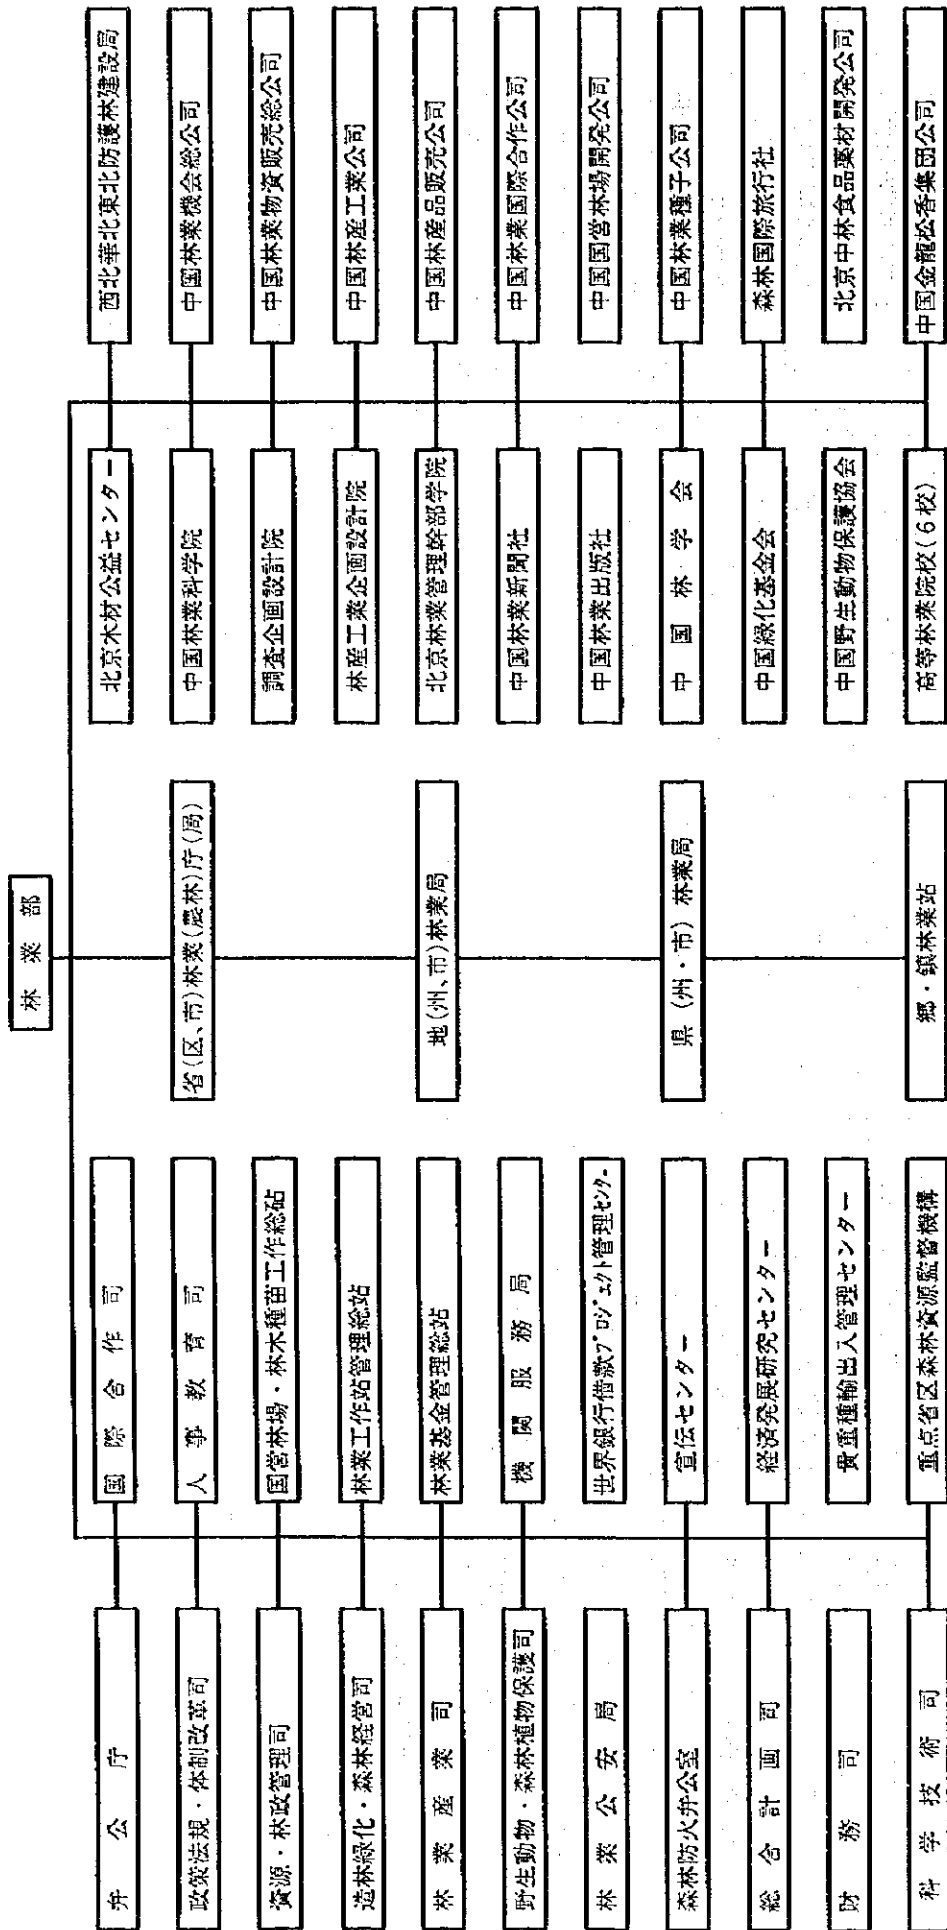 林業部
弁公庁
国際合作司
北京木材公益センター
西北華北東北防護林建設局
政策法規・体制改革司
人事教育司
省(区、市)林業(農林)庁(局)
中国林業科学院
中国林業機会総公司
資源・林政管理司
国営林場・林木種苗工作総砧
調査企画設計院
中国林業物資販売総公司
造林緑化・森林経営司
林業工作站管理総站
林産工業企画設計院
中国林産工業公司
林業産業司
林業基金管理総站
地(州、市)林業局
北京林業管理幹部学院
中国林産品販売公司
野生動物・森林植物保護司
機関服務局
中国林業新聞社
中国林業国際合作公司
林業公安局
世界銀行借款プロジェクト管理センター
中国林業出版社
中国国営林場開発公司
森林防火弁公室
宣伝センター
県(州・市)林業局
中国林学会
中国林業種子公司
総合計画司
経済発展研究センター
中国緑化基金会
森林国際旅行社
財務司
貴重種輸出入管理センター
中国野生動物保護協会
北京中林食品薬材開発公司
科学技術司
重点省区森林資源監督機構
郷・鎮林業站
高等林業院校(6校)
中国金龍松香集団公司